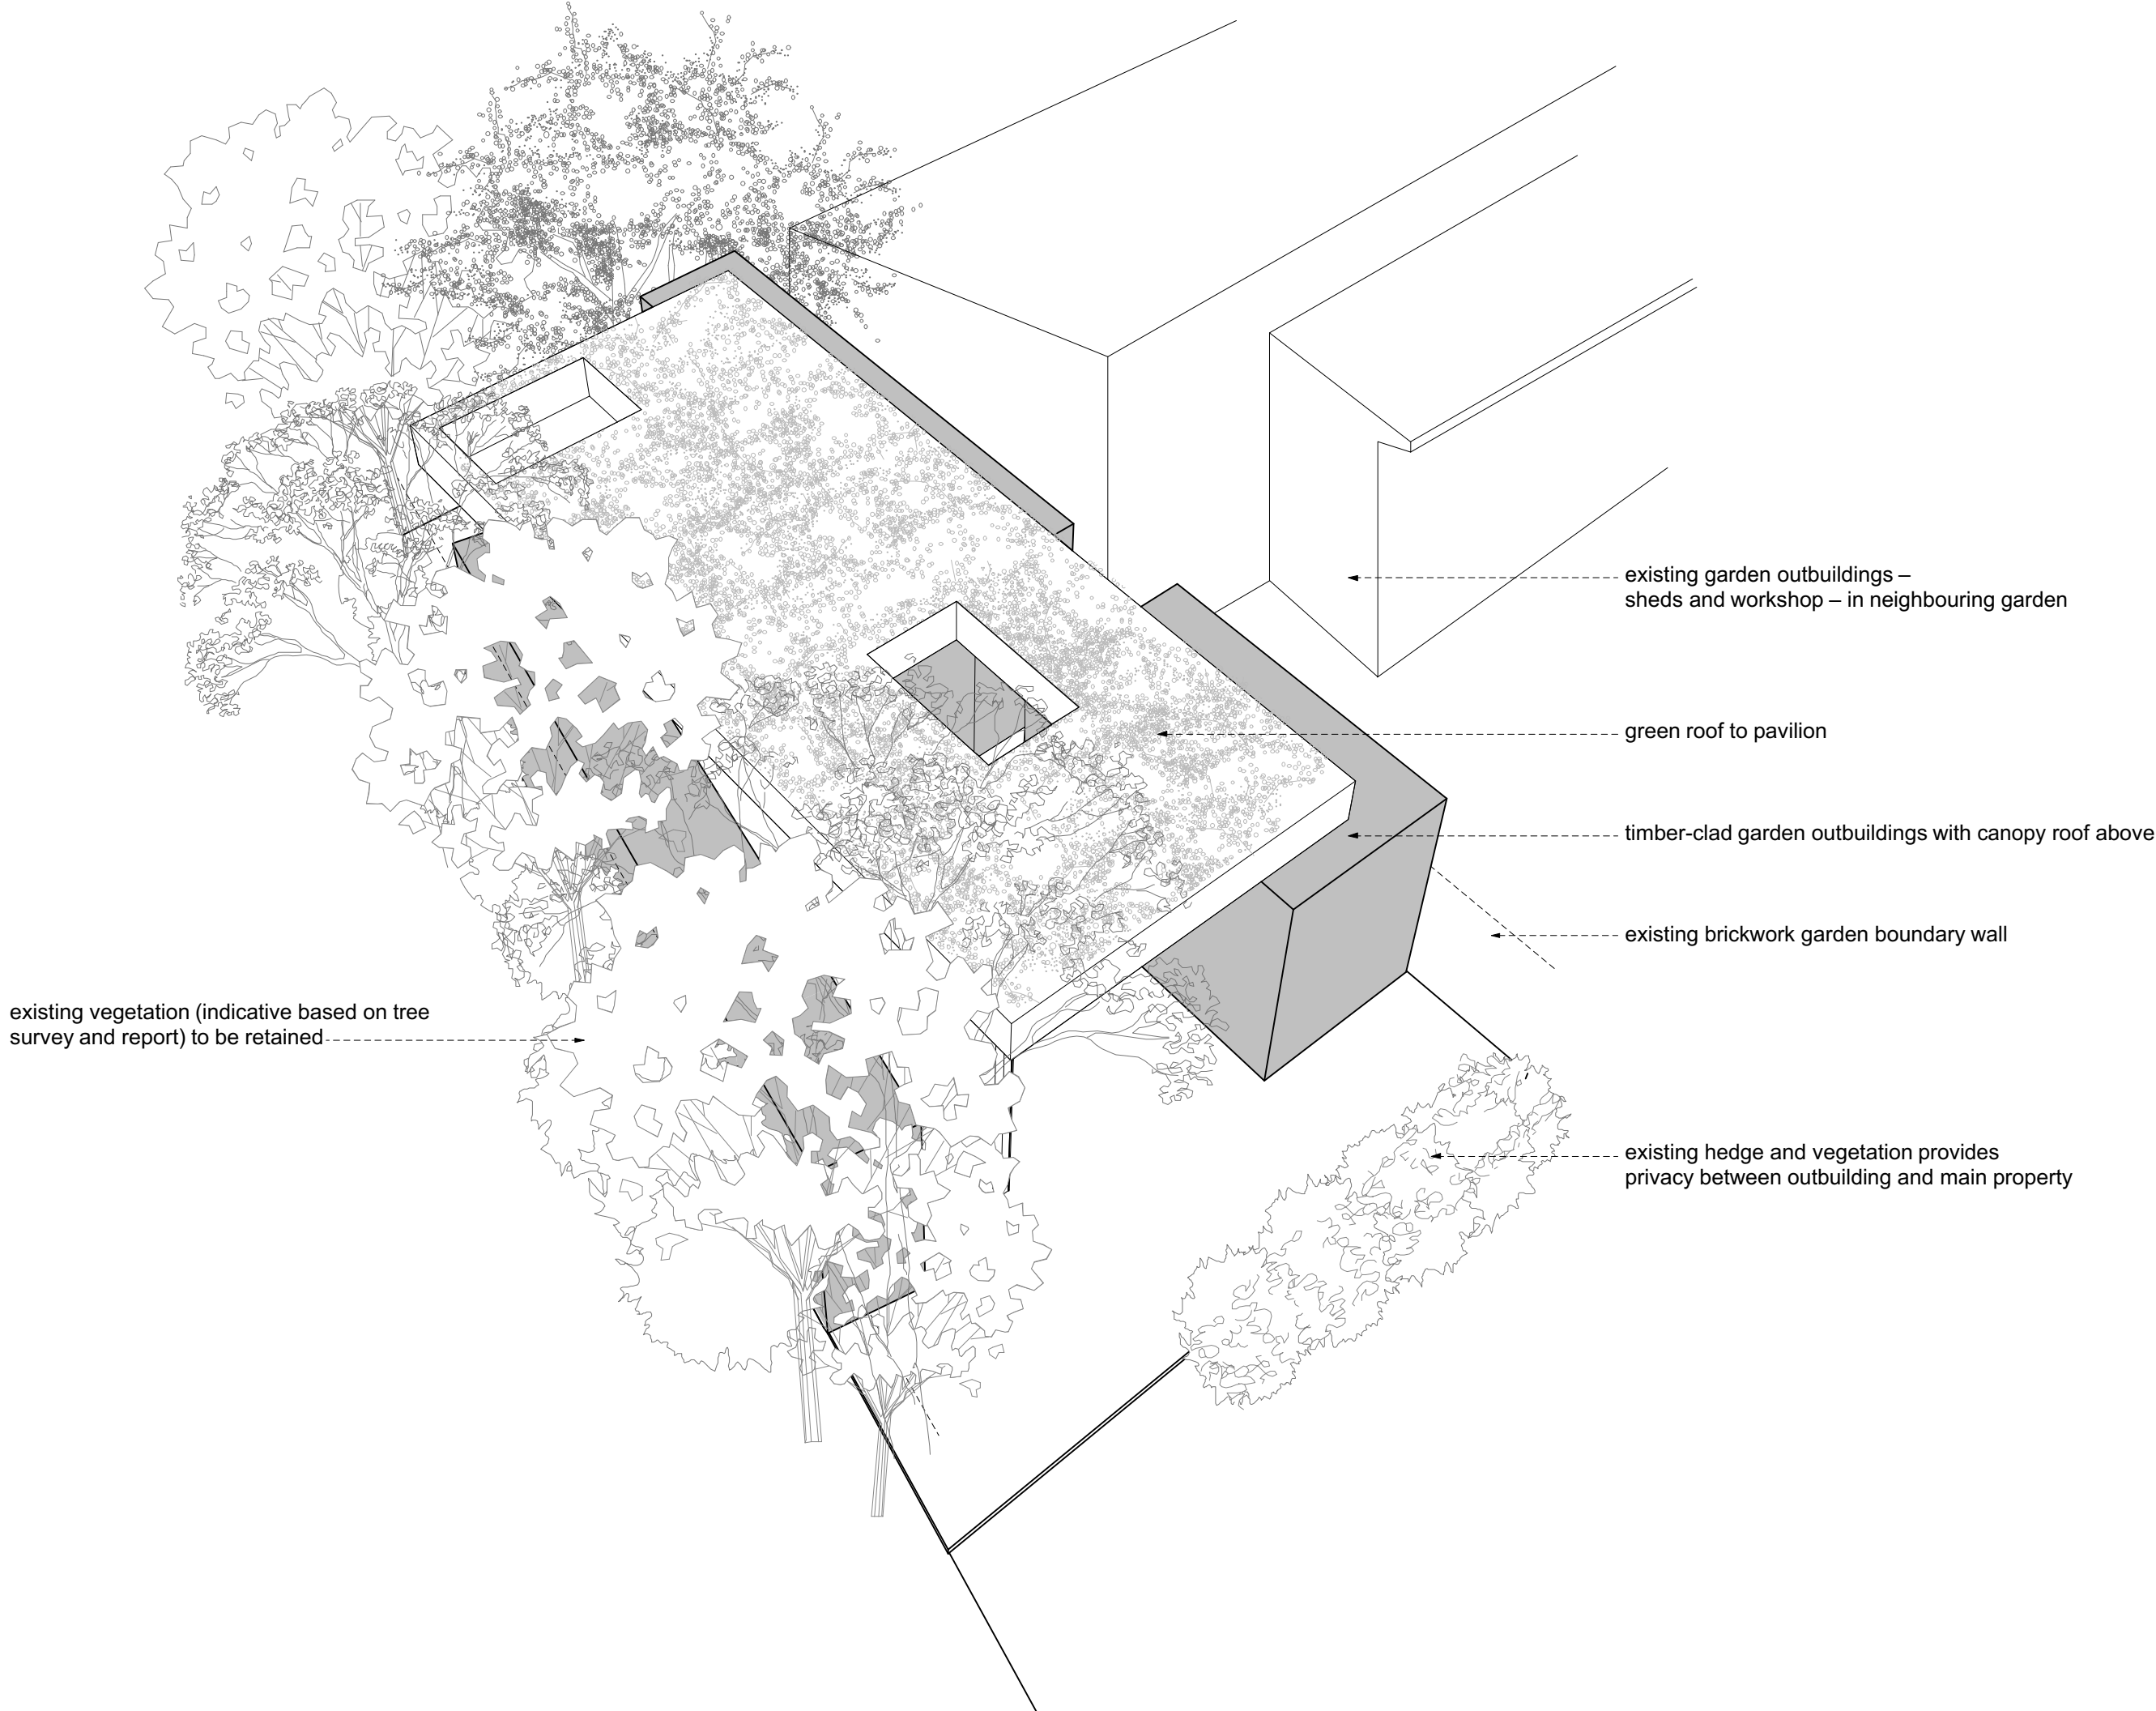 existing garden outbuildings –
sheds and workshop – in neighbouring garden
green roof to pavilion
timber-clad garden outbuildings with canopy roof above
existing brickwork garden boundary wall
existing vegetation (indicative based on tree
survey and report) to be retained
existing hedge and vegetation provides
privacy between outbuilding and main property